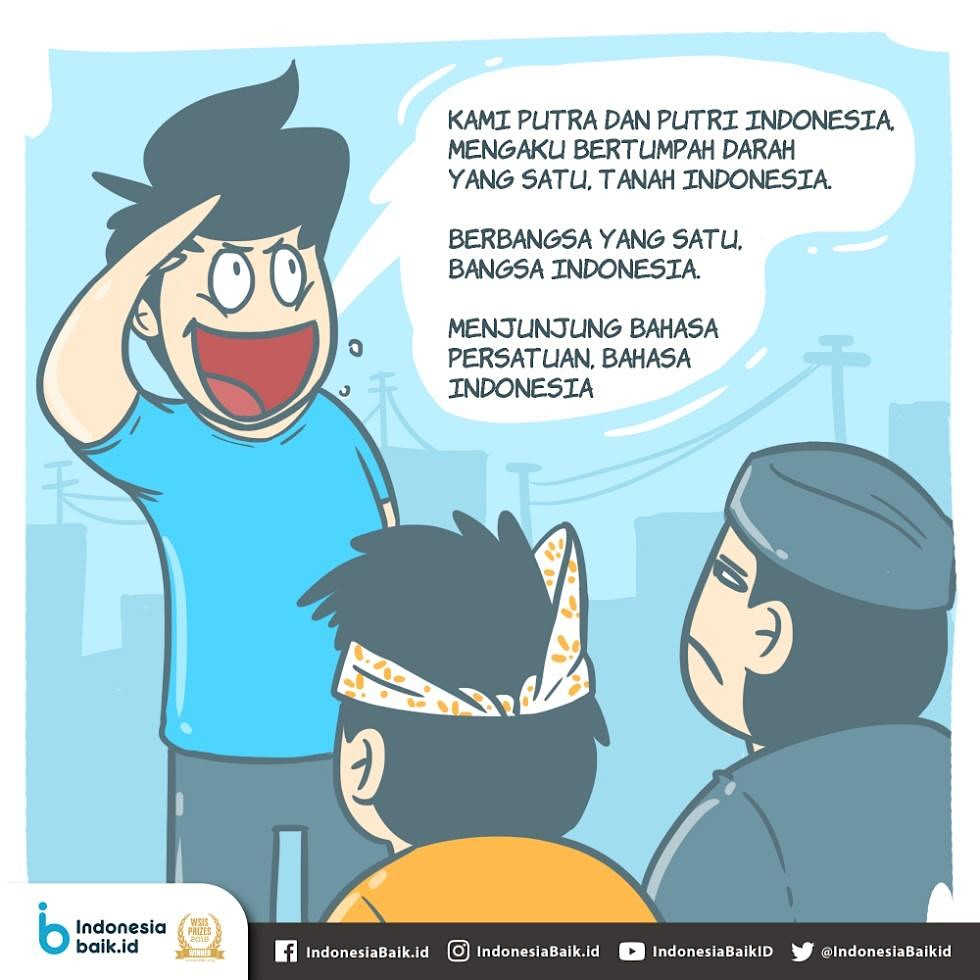 KAMI PUTRA DAN PUTRI INDONESIA,
MENGAKU BERTUMPAH DARAH
YANG SATU, TANAH INDONESIA.
BERBANGSA YANG SATU,
BANGSA INDONESIA.
MENJUNJUNG BAHASA
PERSATUAN, BAHASA
INDONESIA
Indonesia
baik.id
WSIS
PRIZES
2018
WINNER
IndonesiaBaik.id
IndonesiaBaik.id
IndonesiaBaikID
@IndonesiaBaikid